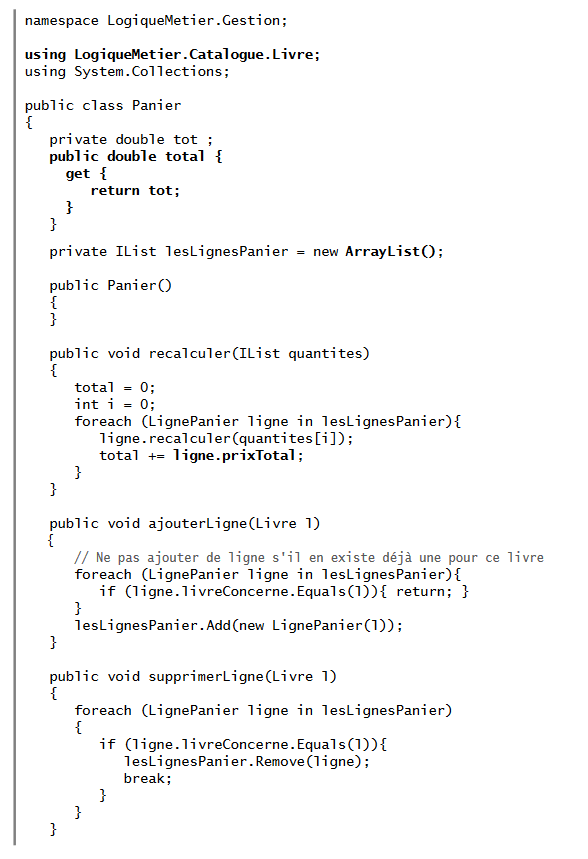 namespace LogiqueMetier.Gestion;
using LogiqueMetier.Catalogue.Livre;
using System.Collections;
public class Panier
{
private double tot ;
public double total {
get {
return tot;
}
}
private IList lesLignesPanier = new ArrayList();
public Panier()
{
}
public void recalculer(IList quantites)
{
total = 0;
int i = 0;
foreach (LignePanier ligne in lesLignesPanier){
ligne.recalculer(quantites[i]);
total += ligne.prixTotal;
}
}
public void ajouterLigne(Livre l)
{
// Ne pas ajouter de ligne s'il en existe déjà une pour ce livre
foreach (LignePanier ligne in lesLignesPanier){
if (ligne.livreConcerne.Equals(l)){ return; }
}
lesLignesPanier.Add(new LignePanier(l));
}
public void supprimerLigne(Livre l)
{
foreach (LignePanier ligne in lesLignesPanier)
{
if (ligne.livreConcerne.Equals(l)){
lesLignesPanier.Remove(ligne);
break;
}
}
}